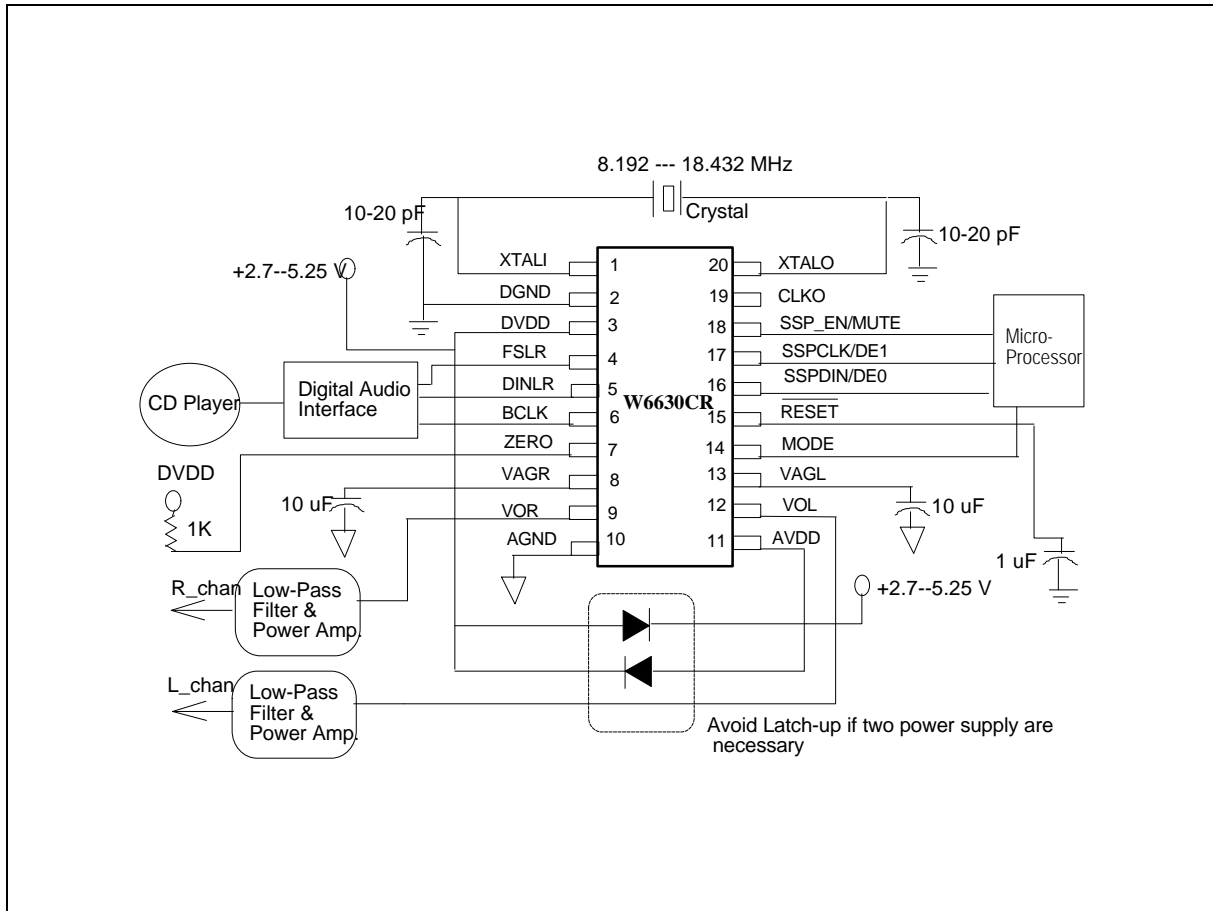 8.192 --- 18.432 MHz
Crystal
10-20 pF
10-20 pF
+2.7--5.25 V
XTALI
1
20
XTALO
DGND
2
19
CLKO
DVDD
3
18
SSP_EN/MUTE
FSLR
4
17
SSPCLK/DE1
DINLR
5
16
SSPDIN/DE0
BCLK
6
15
RESET
ZERO
7
14
MODE
VAGR
8
13
VAGL
VOR
9
12
VOL
AGND
10
11
AVDD
W6630CR
Micro-
Processor
CD Player
Digital Audio
Interface
DVDD
1K
10 uF
10 uF
1 uF
+2.7--5.25 V
R_chan
Low-Pass
Filter &
Power Amp.
L_chan
Low-Pass
Filter &
Power Amp.
Avoid Latch-up if two power supply are
necessary